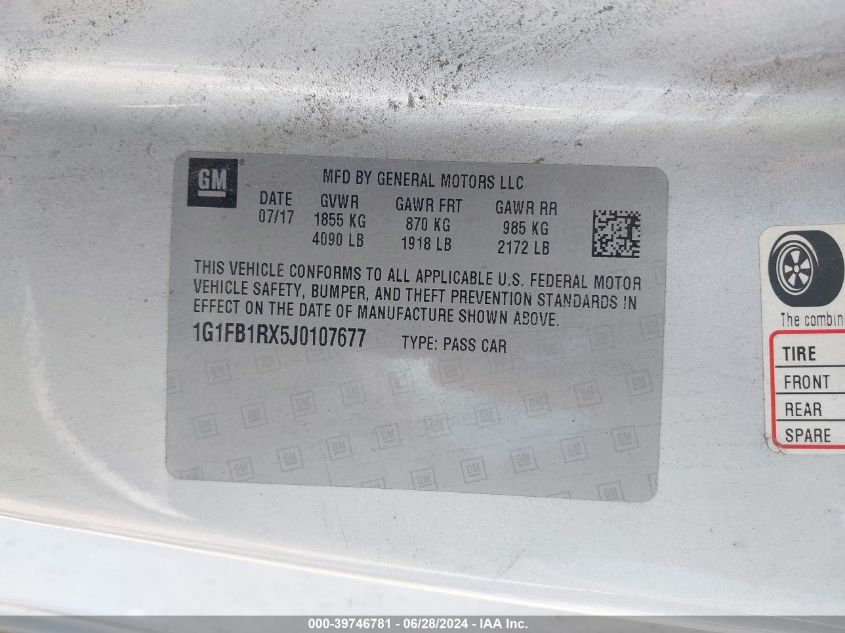 GM ®
MFD BY GENERAL MOTORS LLC
DATE GVWR GAWR FRT GAWR RR
07/17 1855 KG 870 KG 985 KG
4090 LB 1918 LB 2172 LB
THIS VEHICLE CONFORMS TO ALL APPLICABLE U.S. FEDERAL MOTOR
VEHICLE SAFETY, BUMPER, AND THEFT PREVENTION STANDARDS IN
EFFECT ON THE DATE OF MANUFACTURE SHOWN ABOVE.
1G1FB1RX5J0107677 TYPE: PASS CAR
The combin
TIRE
FRONT
REAR
SPARE
000-39746781 - 06/28/2024 - IAA Inc.